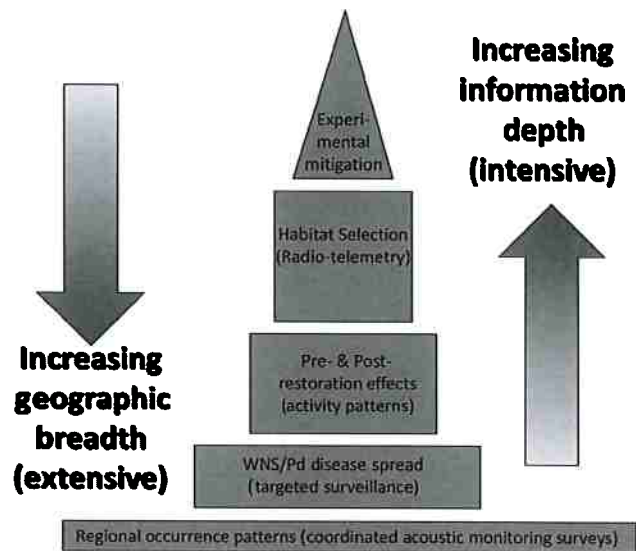 Experi-
mental
mitigation
Increasing
information
depth
(intensive)
Habitat Selection
(Radio-telemetry)
Increasing
geographic
breadth
(extensive)
Pre- & Post-
restoration effects
(activity patterns)
WNS/Pd disease spread
(targeted surveillance)
Regional occurrence patterns (coordinated acoustic monitoring surveys)